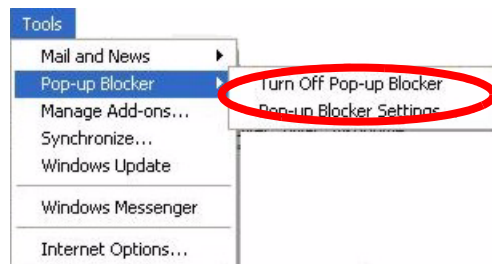 Tools
Mail and News
Pop-up Blocker
Turn Off Pop-up Blocker
Manage Add-ons...
Pop-up Blocker Settings
Synchronize...
Windows Update
Windows Messenger
Internet Options...